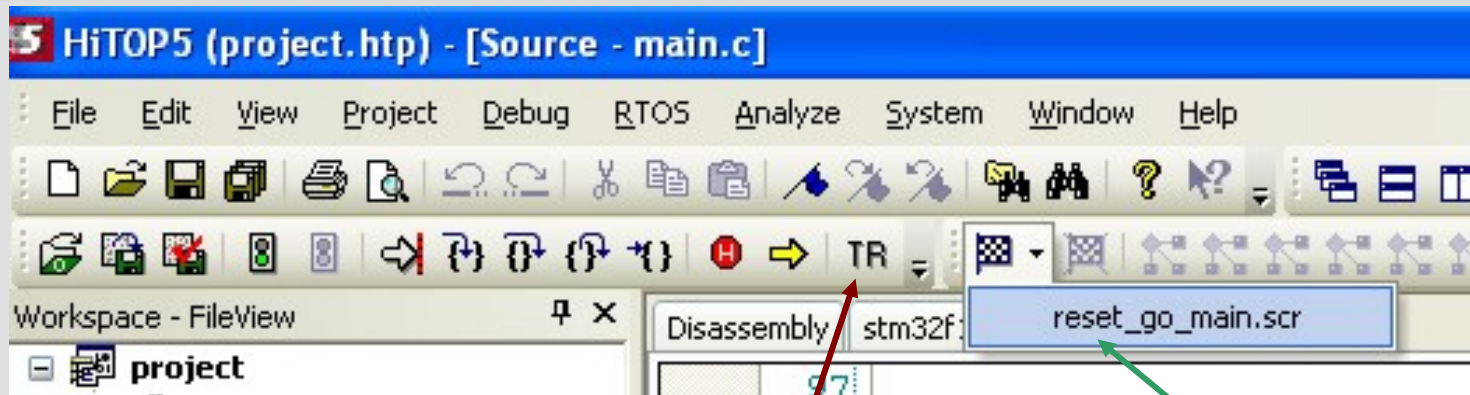 HiTOP5 (project.htp) - [Source - main.c]
File Edit View Project Debug RTOS Analyze System Window Help
TR
reset_go_main.scr
Workspace - FileView
Disassembly stm32f
project
97